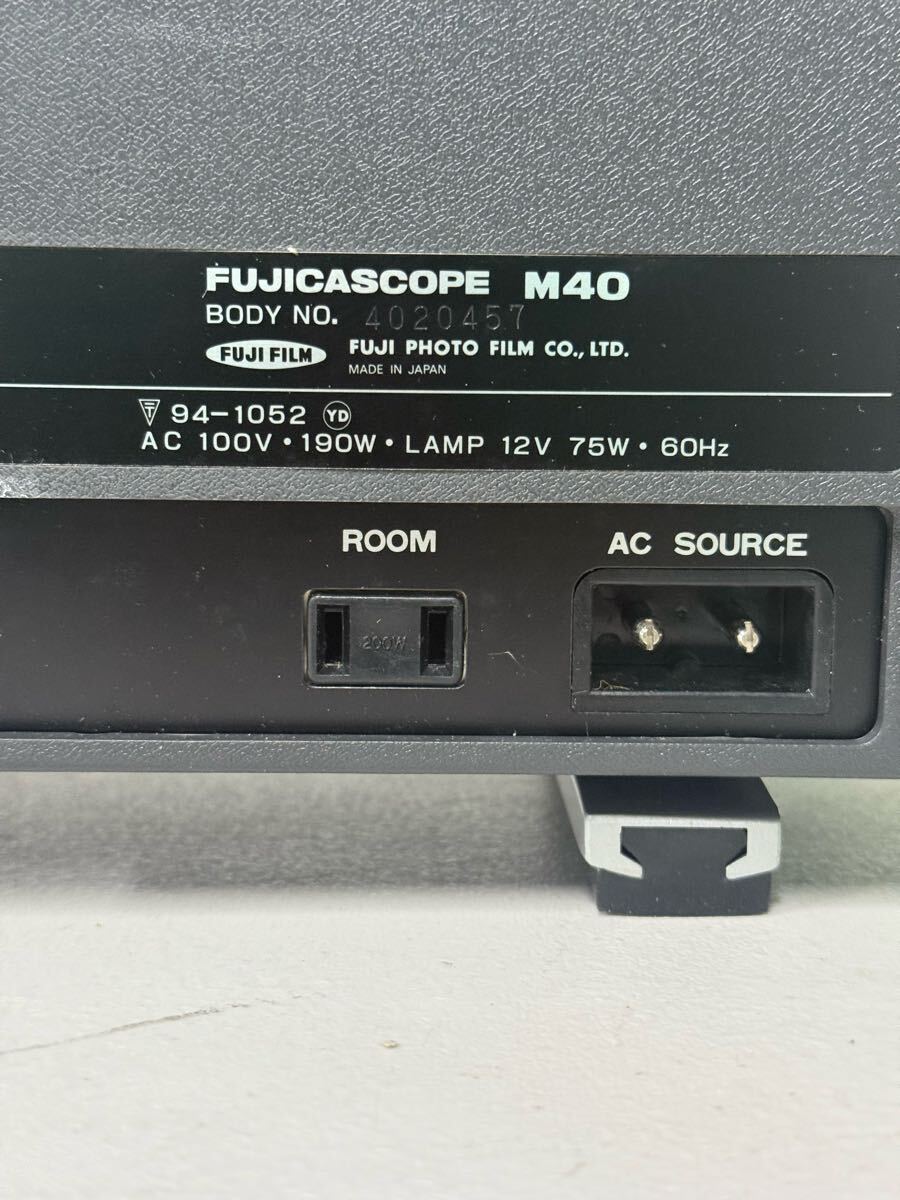 FUJICASCOPE M40
BODY NO. 4020457
FUJI FILM FUJI PHOTO FILM CO., LTD.
MADE IN JAPAN
T 94-1052 YD
AC 100V · 190W · LAMP 12V 75W · 60Hz
ROOM
AC SOURCE
200W